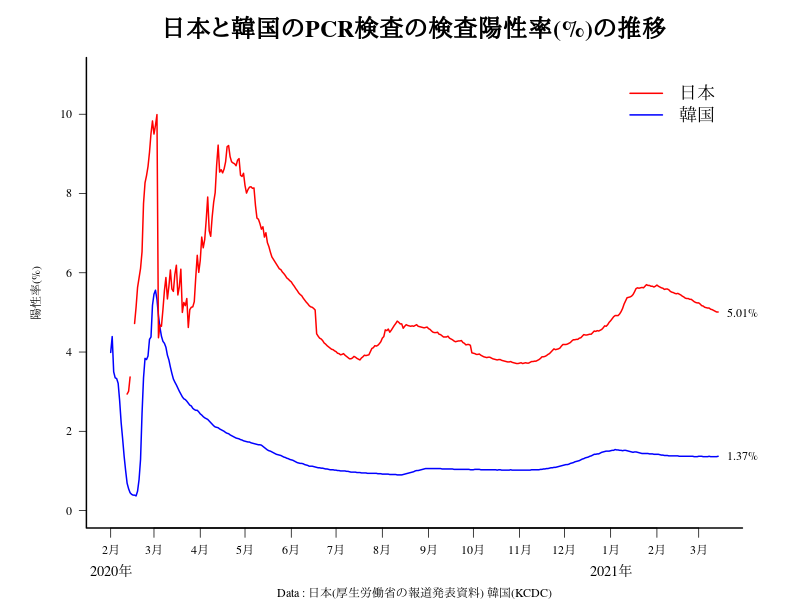 日本と韓国のPCR検査の検査陽性率(%)の推移
日本
韓国
陽性率(%)
10
8
6
4
2
0
5.01%
1.37%
2月 3月 4月 5月 6月 7月 8月 9月 10月 11月 12月 1月 2月 3月
2020年 2021年
Data : 日本(厚生労働省の報道発表資料) 韓国(KCDC)